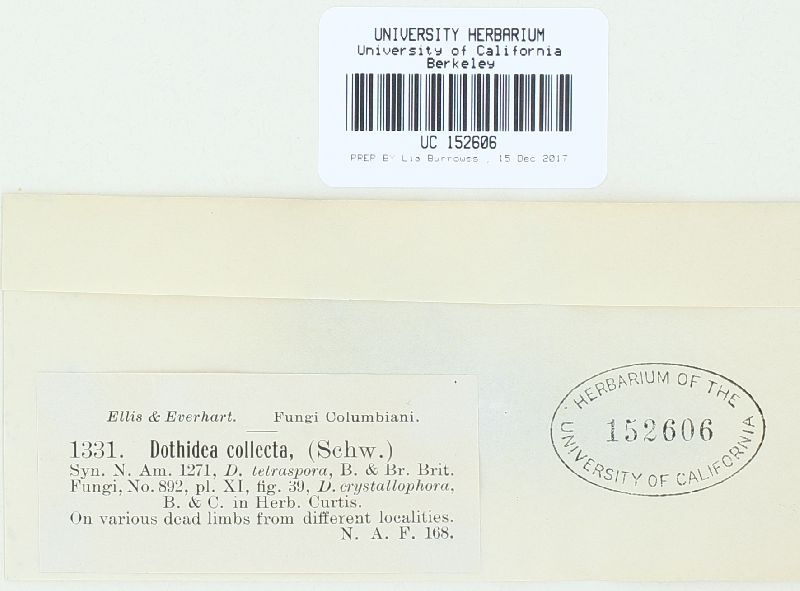 UNIVERSITY HERBARIUM
University of California
Berkeley
UC 152606
PREP BY Lia Burrowes , 15 Dec 2017
Ellis & Everhart. Fungi Columbiani.
1331. Dothidea collecta, (Schw.)
Syn. N. Am. 1271, D. tetraspora, B. & Br. Brit.
Fungi, No. 892, pl. XI, fig. 39, D. crystallophora,
B. & C. in Herb. Curtis.
On various dead limbs from different localities.
N. A. F. 168.
HERBARIUM OF THE
152606
UNIVERSITY OF CALIFORNIA